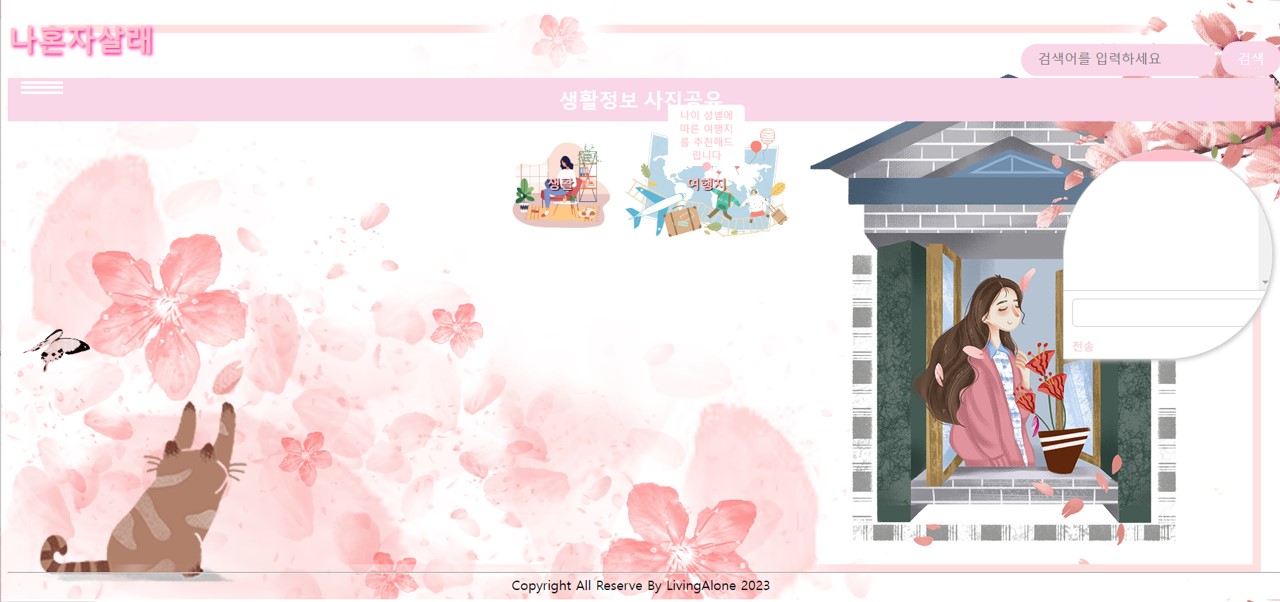 나혼자살래
검색어를 입력하세요
검색
생활정보 사진공유
나이 성별에
따른 여행지
를 추천해드
립니다
생활
여행지
전송
Copyright All Reserve By LivingAlone 2023